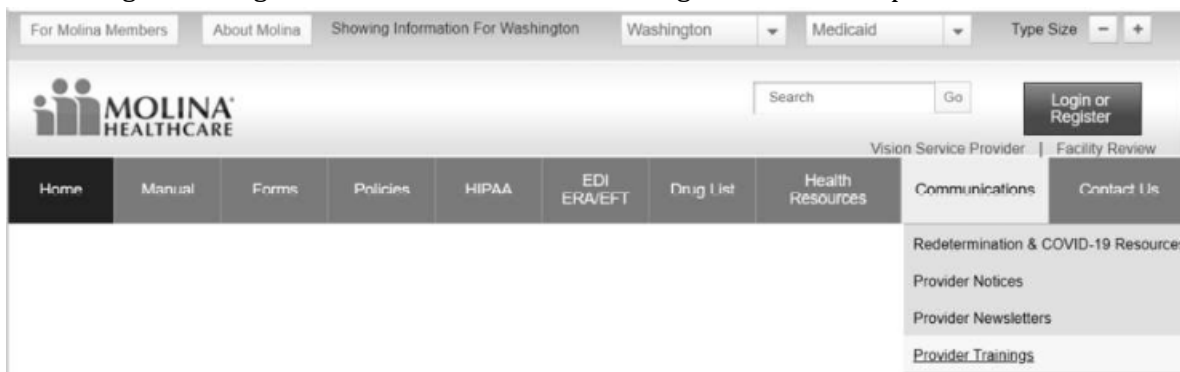 For Molina Members About Molina Showing Information For Washington Washington Medicaid Type Size - +
MOLINA
HEALTHCARE
Search Go Login or
Register
Vision Service Provider | Facility Review
Home Manual Forms Policies HIPAA EDI
ERA/EFT Drug List Health
Resources Communications Contact Us
Redetermination & COVID-19 Resources
Provider Notices
Provider Newsletters
Provider Trainings